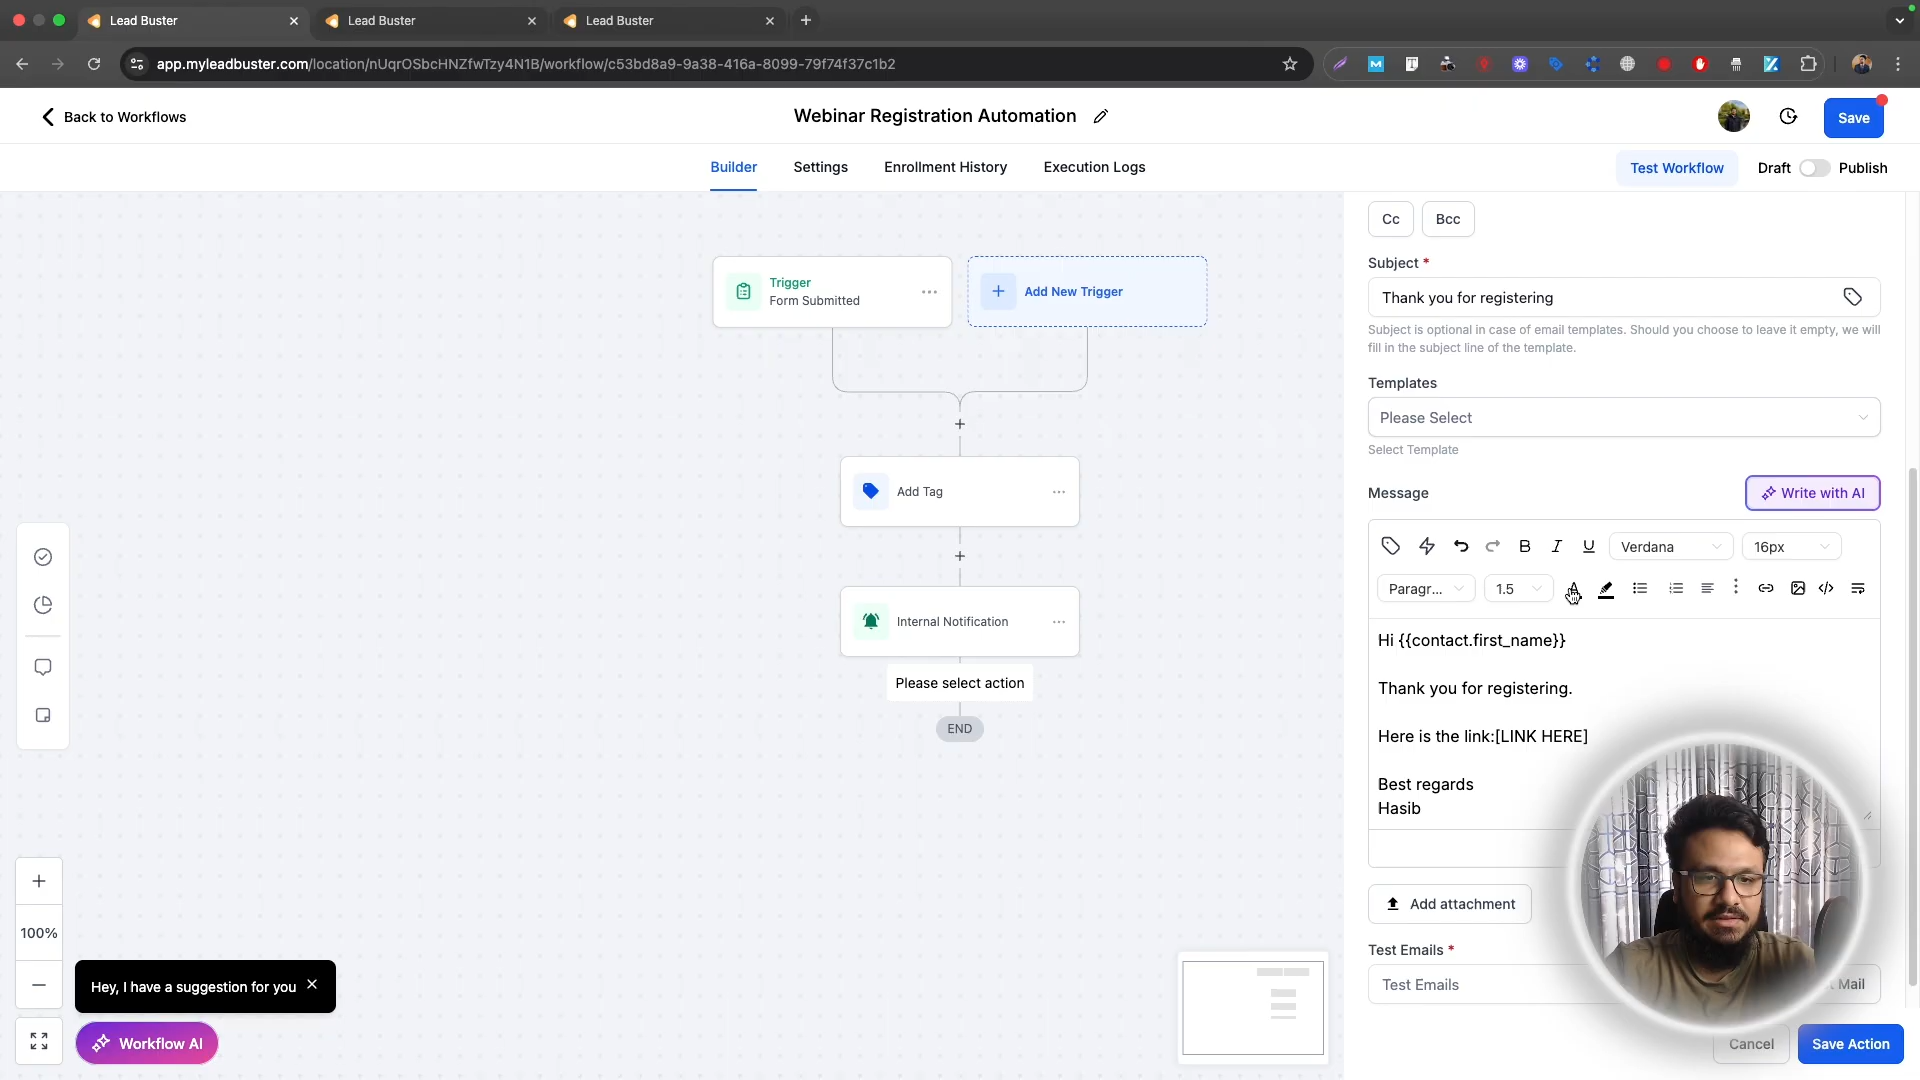 Lead Buster
Lead Buster
Lead Buster
app.myleadbuster.com/location/nUqrOSbcHNZfwTzy4N1B/workflow/c53bd8a9-9a38-416a-8099-79f74f37c1b2
Back to Workflows
Webinar Registration Automation
Save
Builder
Settings
Enrollment History
Execution Logs
Test Workflow
Draft
Publish
Trigger
Form Submitted
Add New Trigger
Add Tag
Internal Notification
Please select action
END
100%
Hey, I have a suggestion for you
Workflow AI
Cc
Bcc
Subject *
Thank you for registering
Subject is optional in case of email templates. Should you choose to leave it empty, we will
fill in the subject line of the template.
Templates
Please Select
Select Template
Message
Write with AI
B
I
U
Verdana
16px
Paragr...
1.5
Hi {{contact.first_name}}
Thank you for registering.
Here is the link:[LINK HERE]
Best regards
Hasib
Add attachment
Test Emails *
Test Emails
Mail
Cancel
Save Action